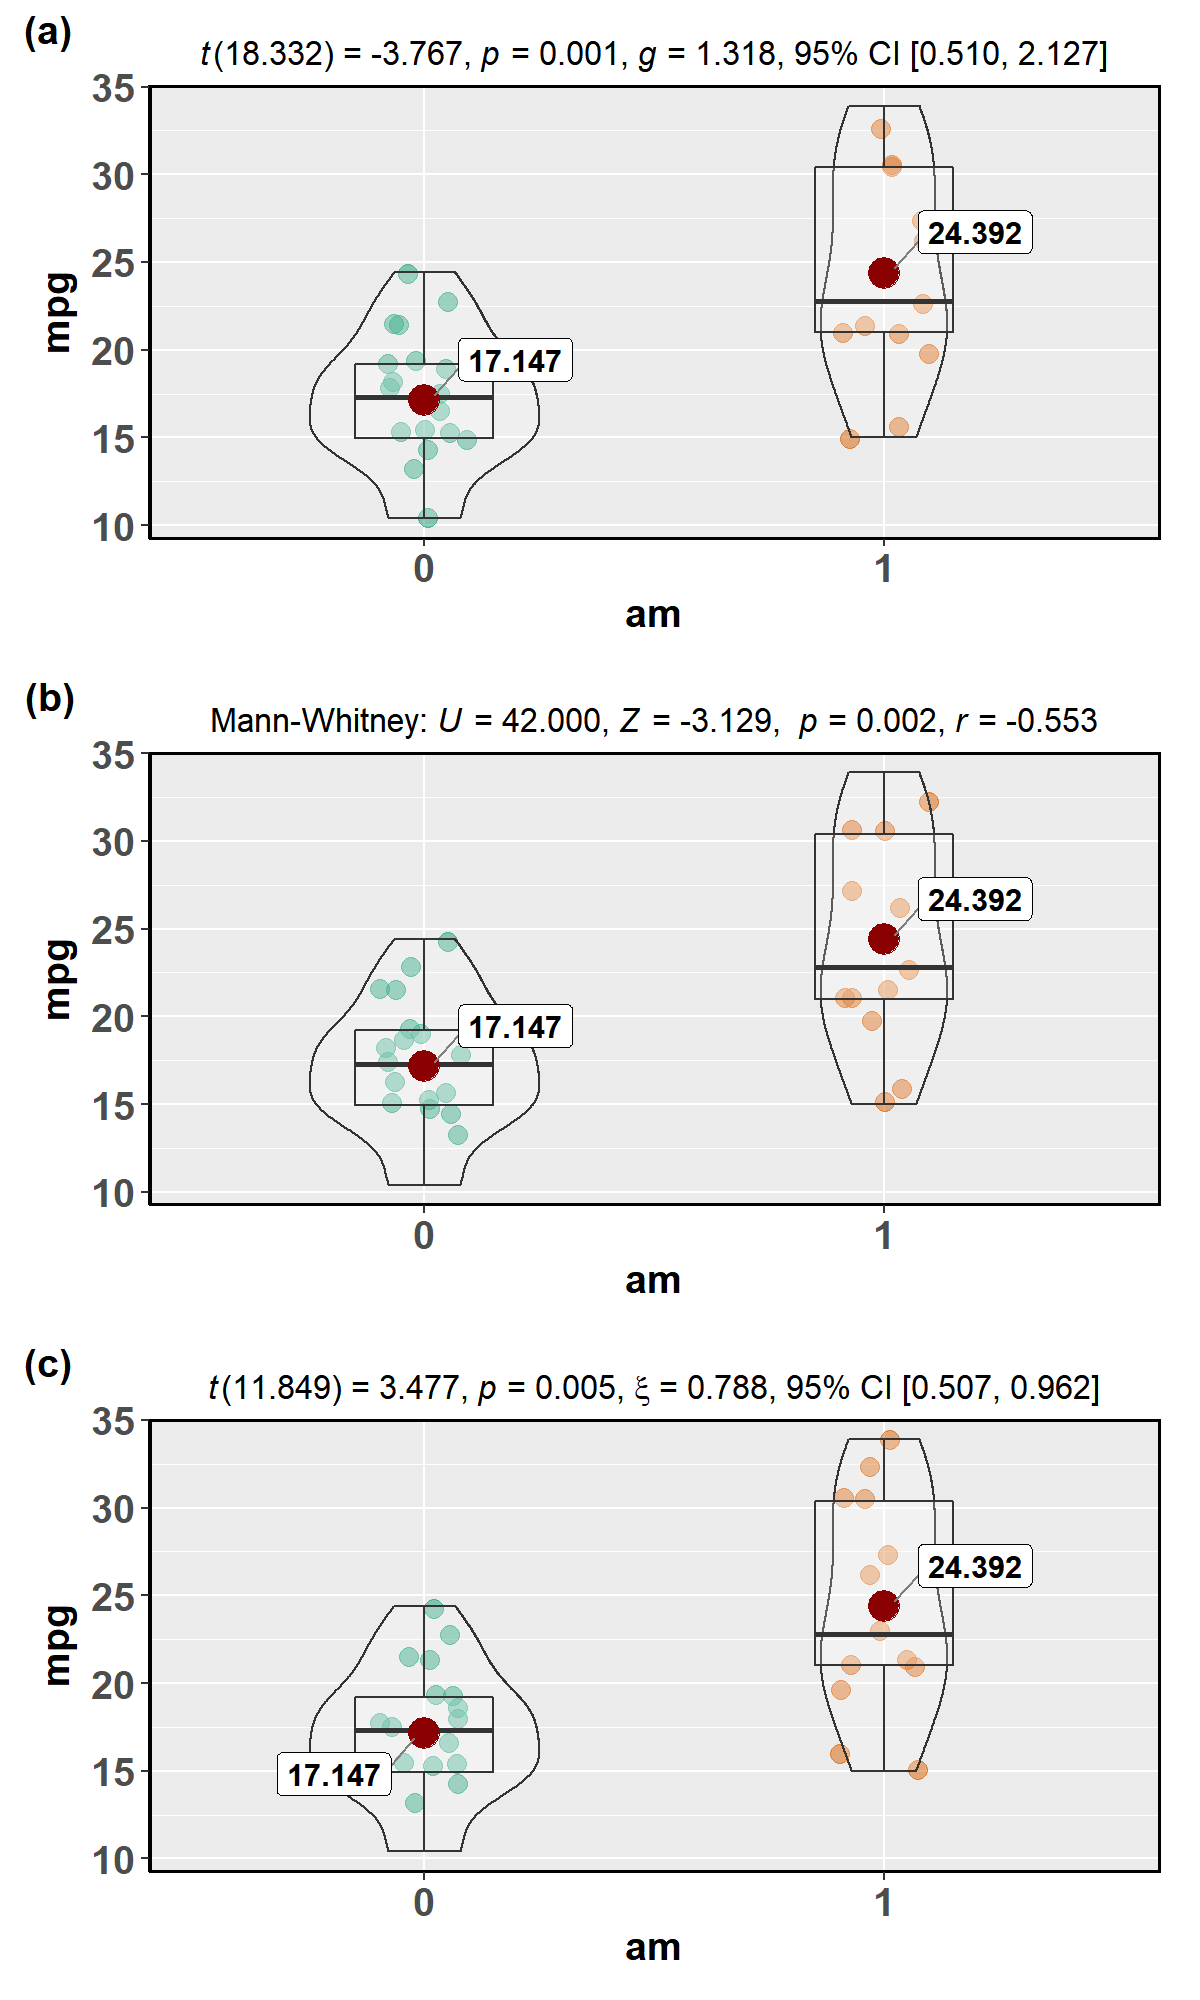 (a)
t(18.332) = -3.767, p = 0.001, g = 1.318, 95% CI [0.510, 2.127]
35
30
25
20
15
10
mpg
24.392
17.147
0 1
am
(b)
Mann-Whitney: U = 42.000, Z = -3.129, p = 0.002, r = -0.553
35
30
25
20
15
10
mpg
24.392
17.147
0 1
am
(c)
t(11.849) = 3.477, p = 0.005, ξ = 0.788, 95% CI [0.507, 0.962]
35
30
25
20
15
10
mpg
24.392
17.147
0 1
am